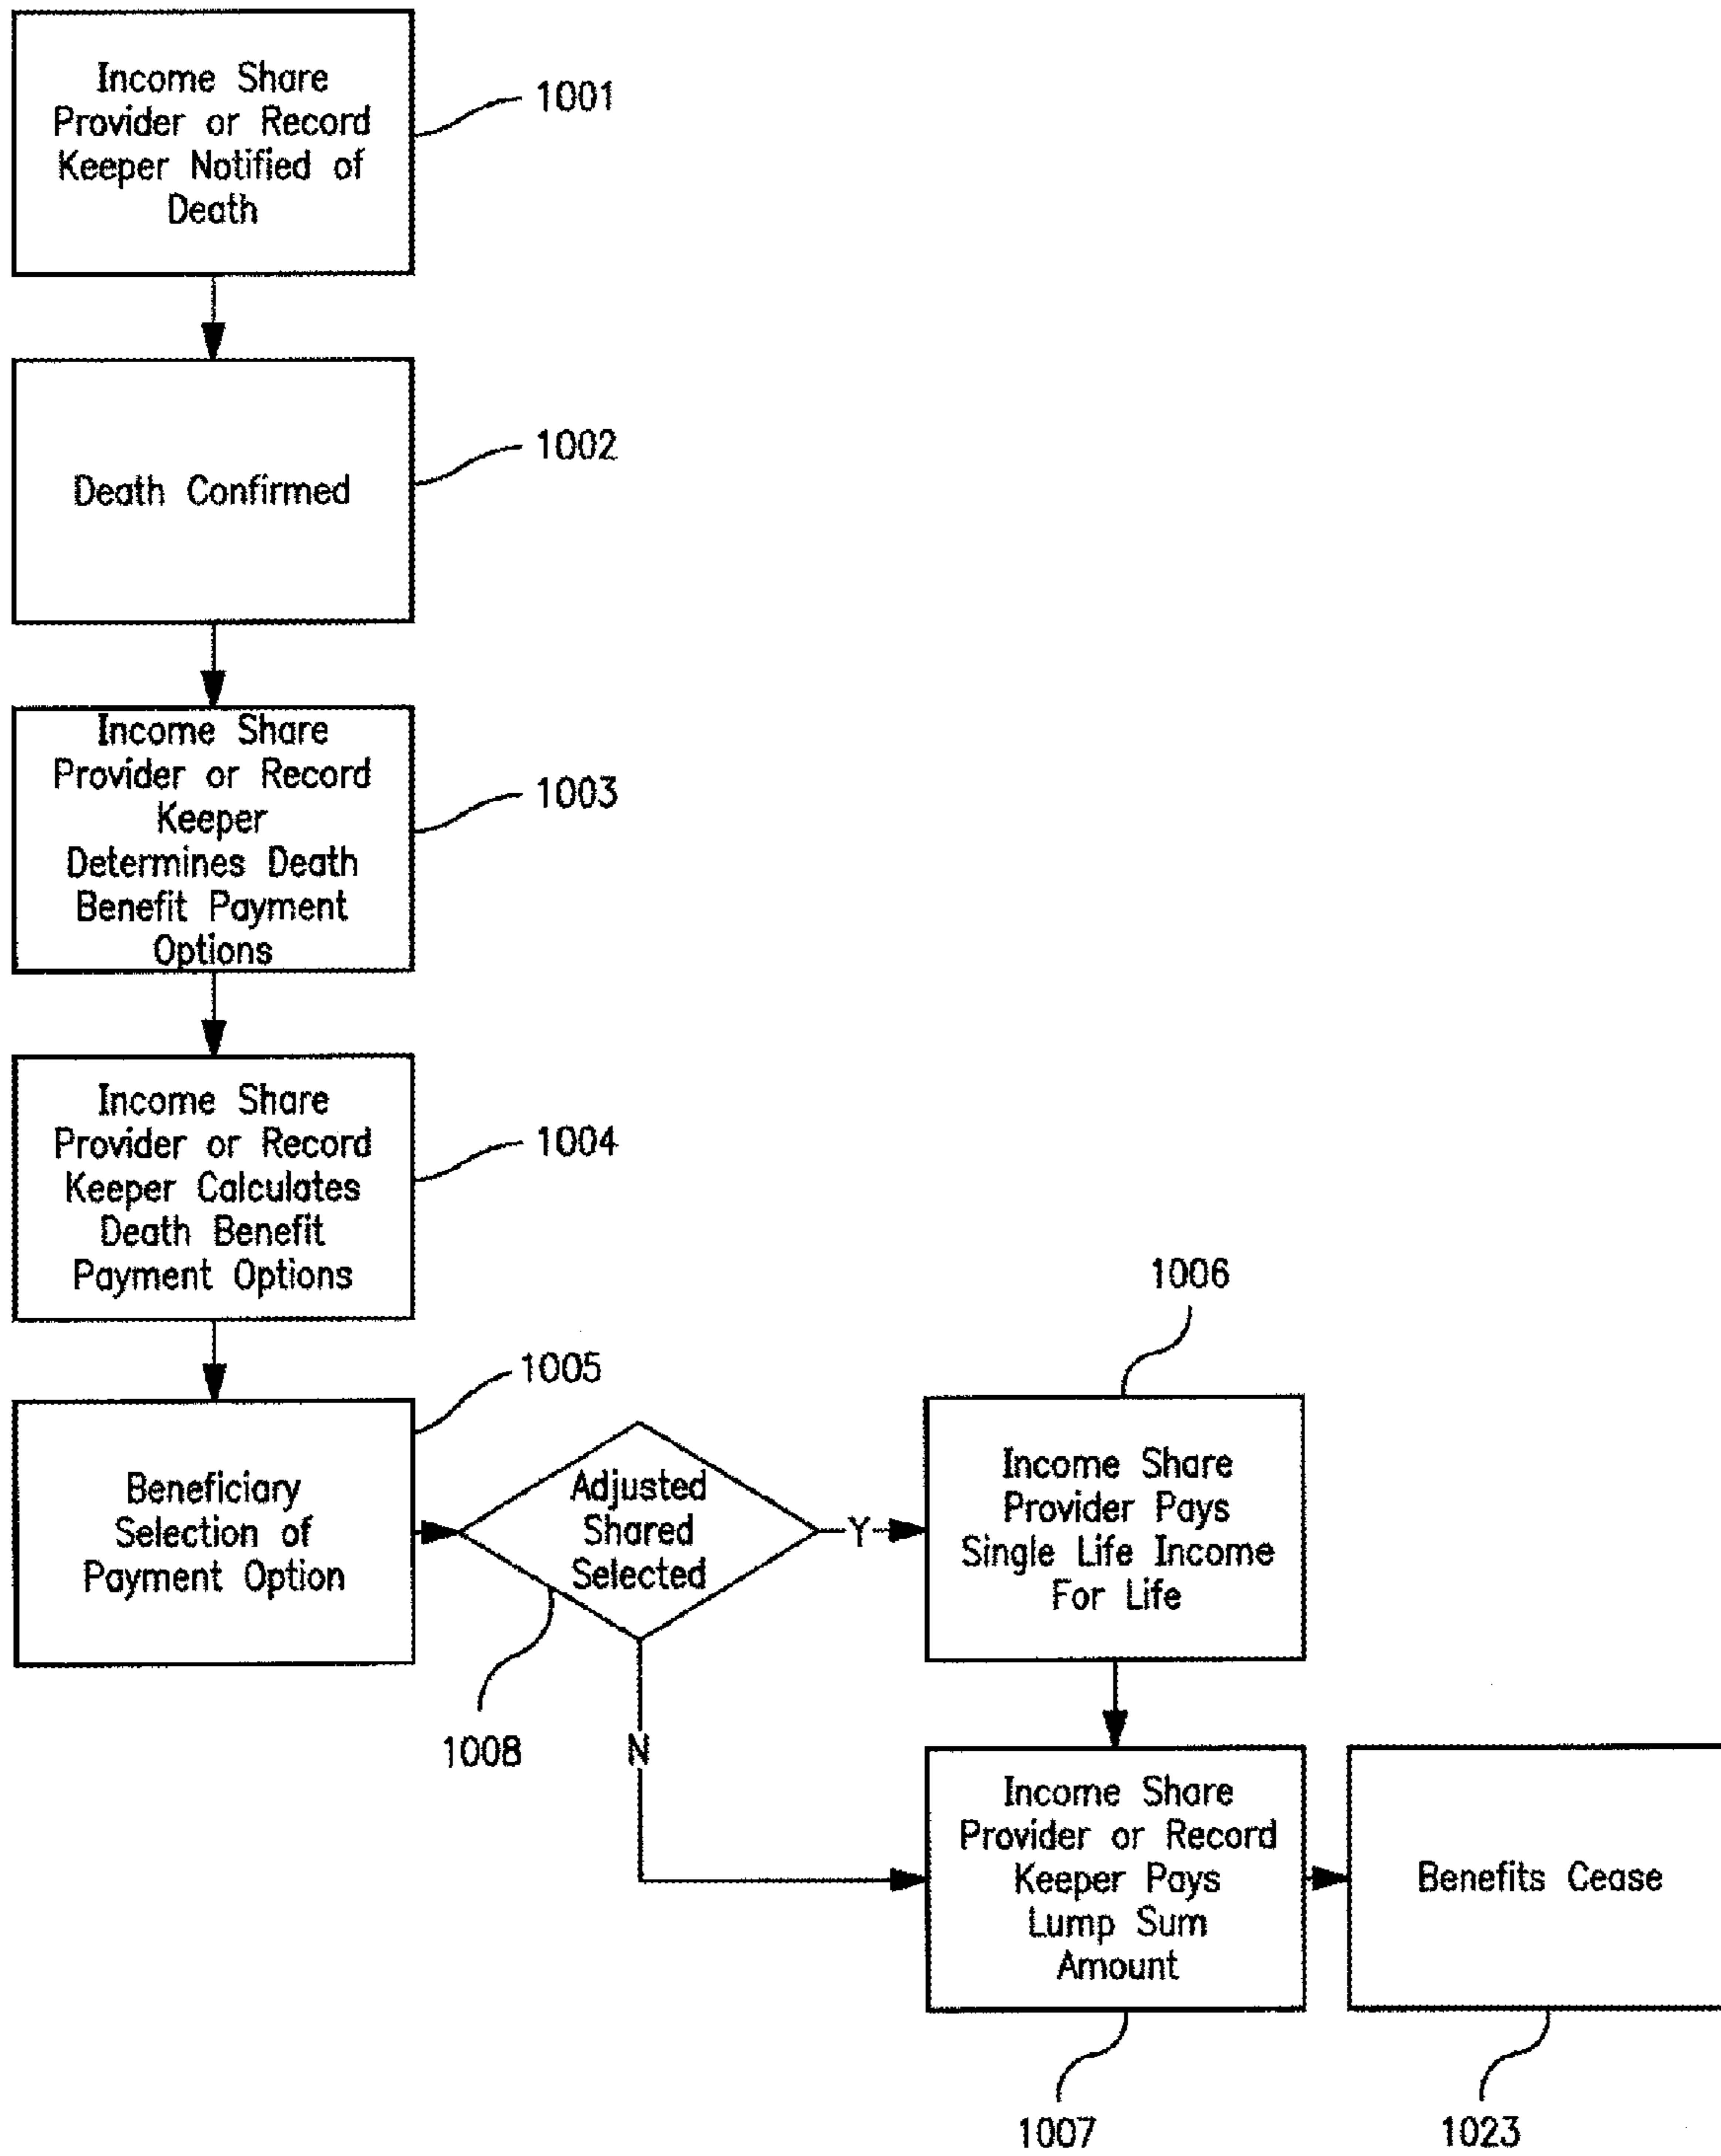 Income Share
Provider or Record
Keeper Notified of
Death
1001
Death Confirmed
1002
Income Share
Provider or Record
Keeper
Determines Death
Benefit Payment
Options
1003
Income Share
Provider or Record
Keeper Calculates
Death Benefit
Payment Options
1004
Beneficiary
Selection of
Payment Option
1005
Adjusted
Shared
Selected
1008
Y
N
1006
Income Share
Provider Pays
Single Life Income
For Life
Income Share
Provider or Record
Keeper Pays
Lump Sum
Amount
1007
Benefits Cease
1023